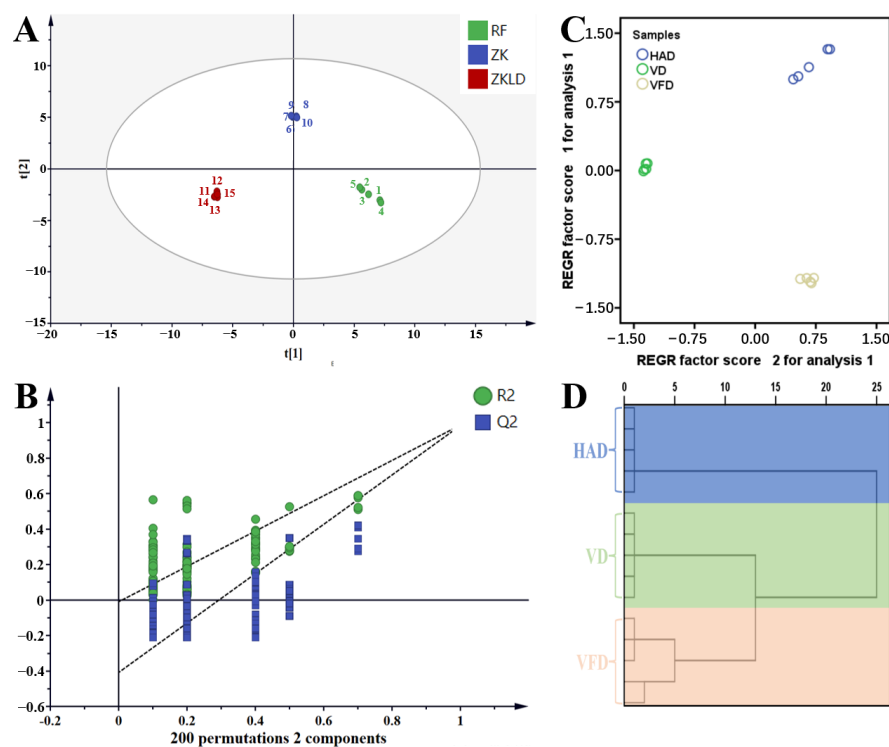 A
RF
ZK
ZKLD
10
5
0
−5
−10
−15
t[2]
9 8
7 10
6
12
11 15
14
13
5 2 1
3 4
−20 −15 −10 −5 0 5 10 15
t[1]
C
Samples
HAD
VD
VFD
1.50
0.75
0.00
−0.75
−1.50
REGR factor score 1 for analysis 1
−1.50 −0.75 0.00 0.75 1.50
REGR factor score 2 for analysis 1
B
R2
Q2
1
0.8
0.6
0.4
0.2
0
−0.2
−0.4
−0.6
−0.2 0 0.2 0.4 0.6 0.8 1
200 permutations 2 components
D
0 5 10 15 20 25
HAD
VD
VFD